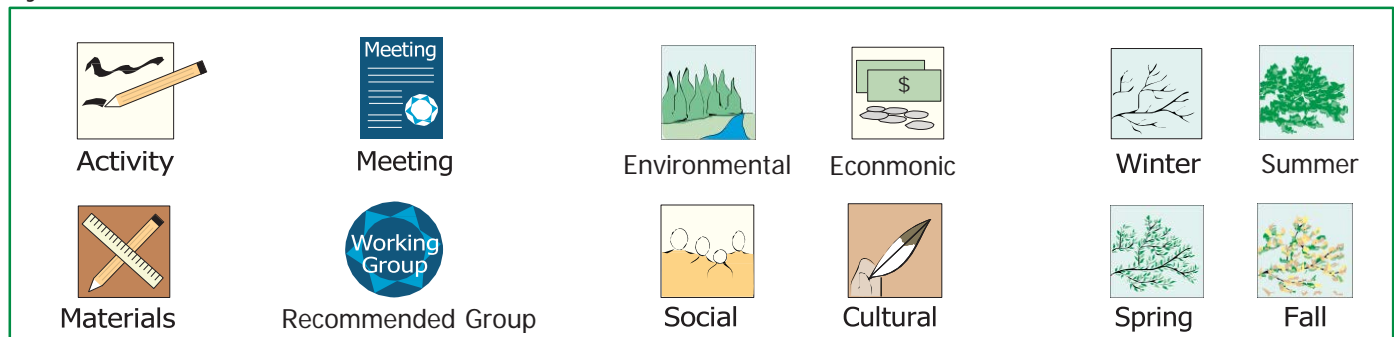 Meeting
$
Activity
Meeting
Environmental
Econmonic
Winter
Summer
Working
Group
Materials
Recommended Group
Social
Cultural
Spring
Fall